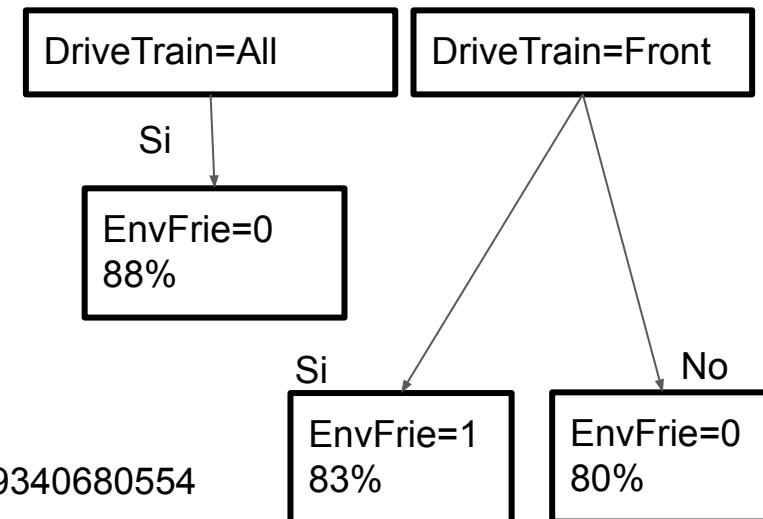 DriveTrain=All
DriveTrain=Front
Si
EnvFrie=0
88%
Si
No
EnvFrie=1
83%
EnvFrie=0
80%
9340680554